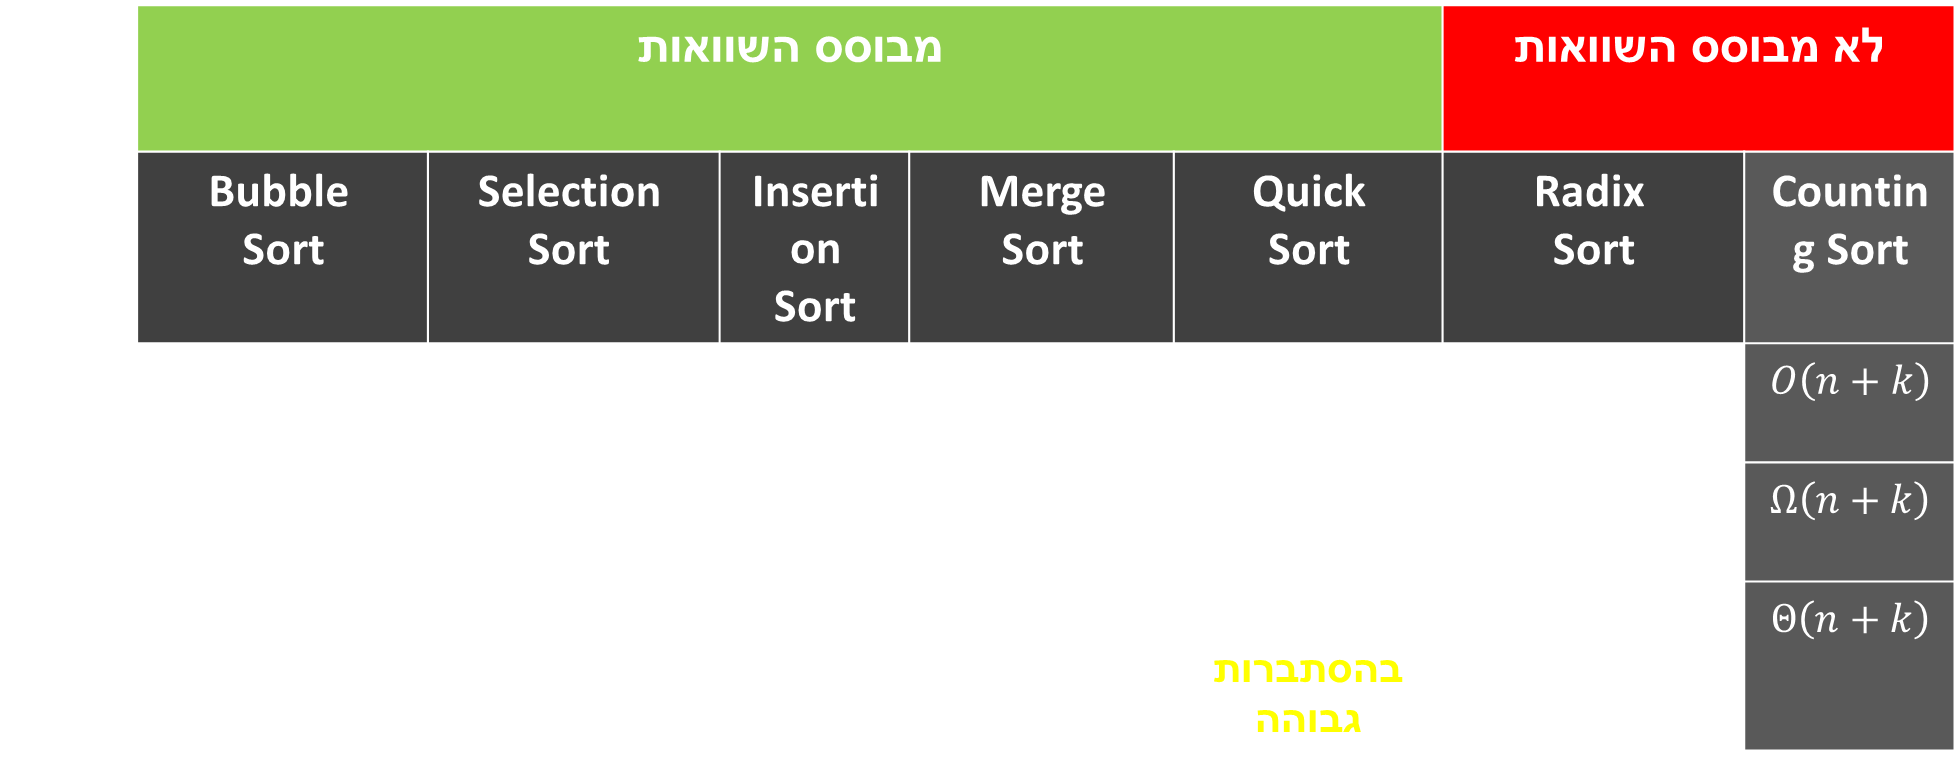 מבוסס השוואות
לא מבוסס השוואות
Bubble
Sort
Selection
Sort
Inserti
on
Sort
Merge
Sort
Quick
Sort
Radix
Sort
Countin
g Sort
O(n + k)
Ω(n + k)
Θ(n + k)
בהסתברות
גבוהה